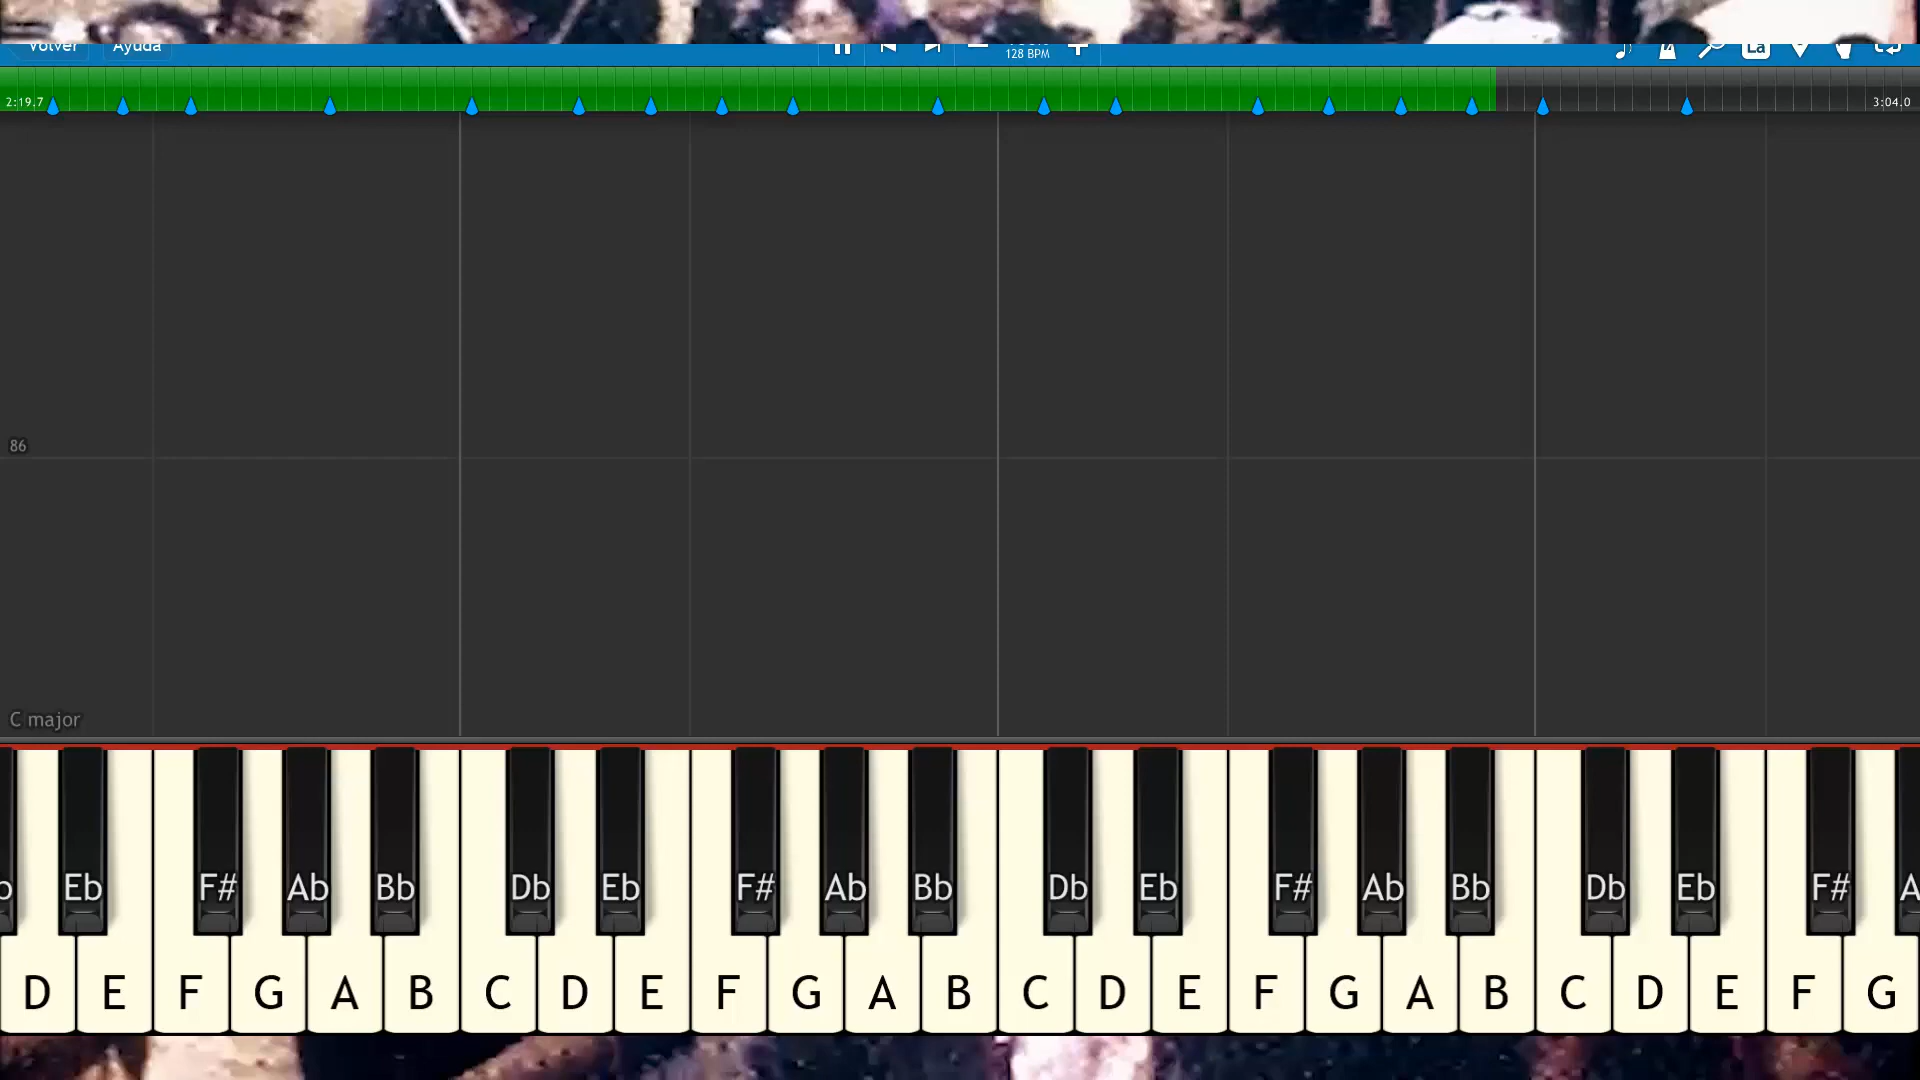 Volver Ayuda
128 BPM
La
2:19.7 3:04.0
86
C major
Eb F# Ab Bb Db Eb F# Ab Bb Db Eb F# Ab Bb Db Eb F# A
D E F G A B C D E F G A B C D E F G A B C D E F G